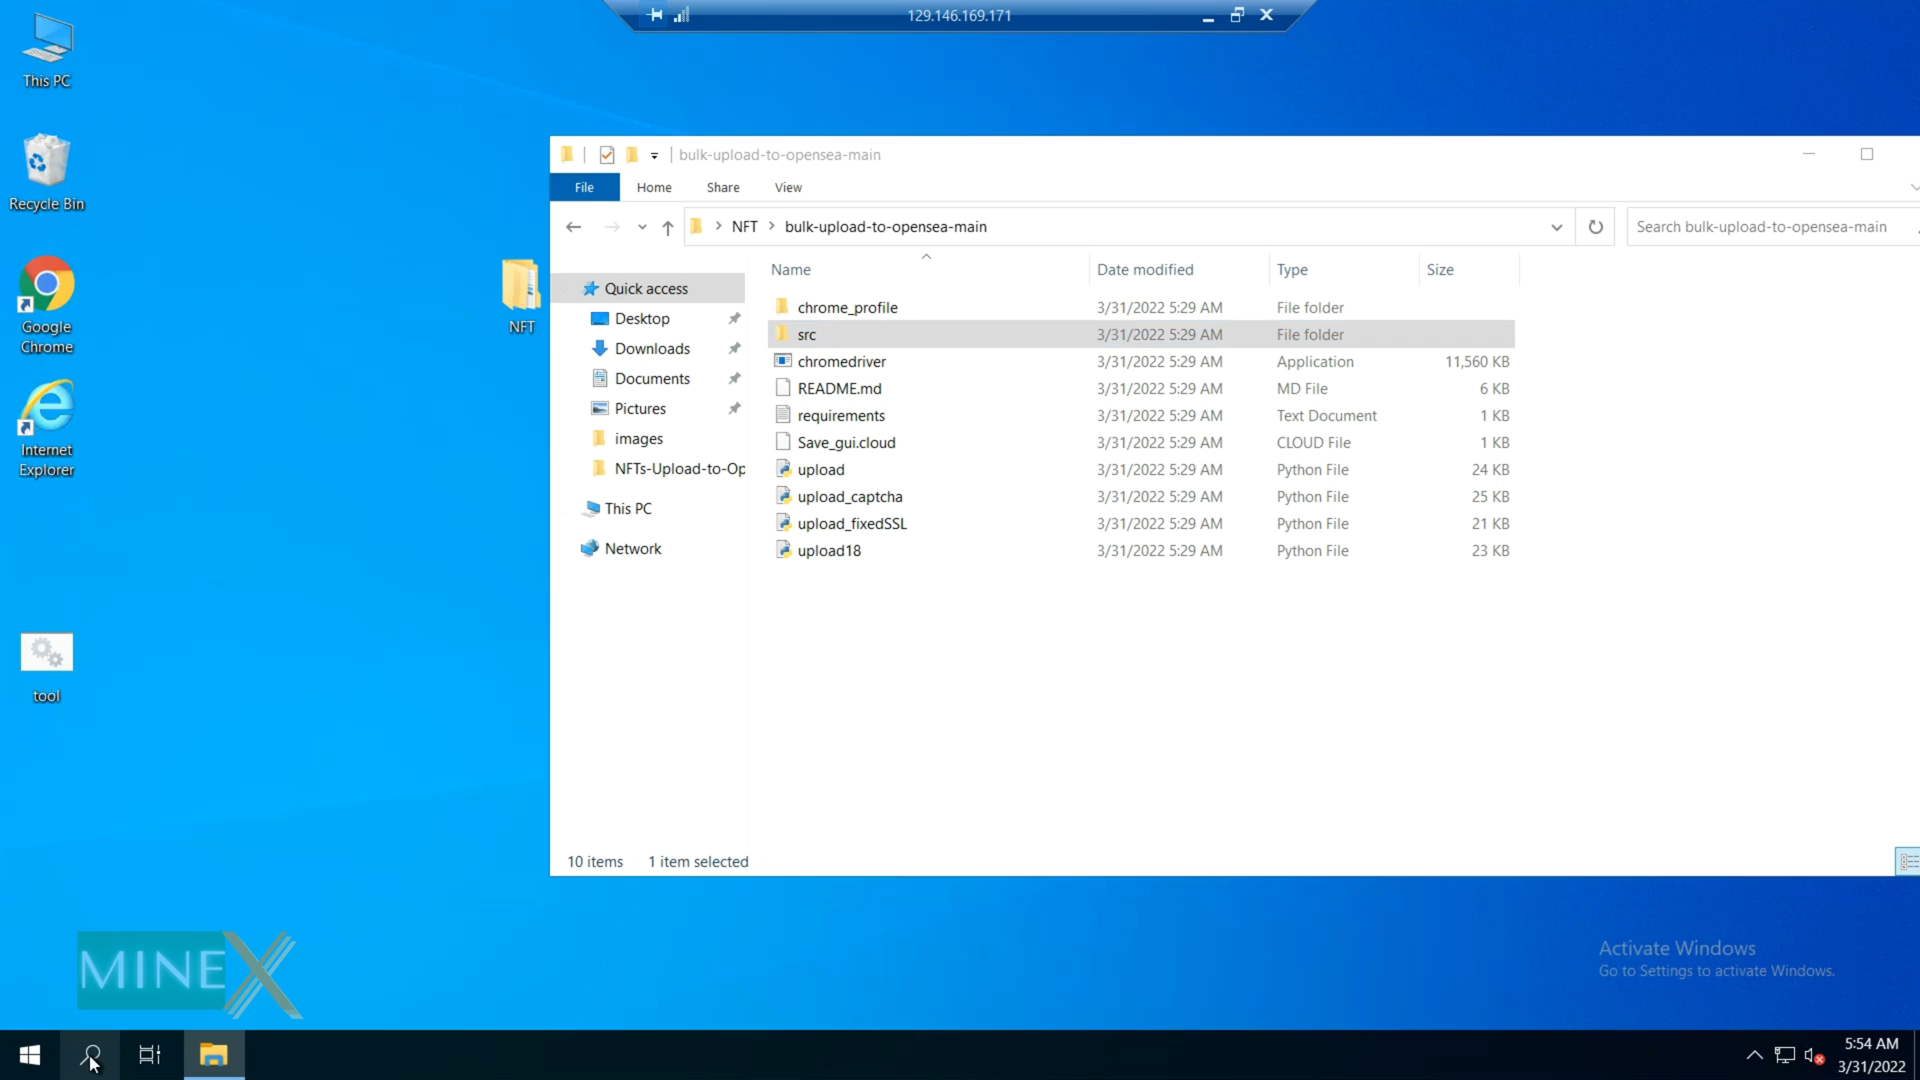 129.146.169.171
This PC
Recycle Bin
Google
Chrome
Internet
Explorer
tool
NFT
bulk-upload-to-opensea-main
File
Home
Share
View
NFT
bulk-upload-to-opensea-main
Search bulk-upload-to-opensea-main
Quick access
Desktop
Downloads
Documents
Pictures
images
NFTs-Upload-to-Op
This PC
Network
Name Date modified Type Size
chrome_profile 3/31/2022 5:29 AM File folder
src 3/31/2022 5:29 AM File folder
chromedriver 3/31/2022 5:29 AM Application 11,560 KB
README.md 3/31/2022 5:29 AM MD File 6 KB
requirements 3/31/2022 5:29 AM Text Document 1 KB
Save_gui.cloud 3/31/2022 5:29 AM CLOUD File 1 KB
upload 3/31/2022 5:29 AM Python File 24 KB
upload_captcha 3/31/2022 5:29 AM Python File 25 KB
upload_fixedSSL 3/31/2022 5:29 AM Python File 21 KB
upload18 3/31/2022 5:29 AM Python File 23 KB
10 items 1 item selected
MINEX
Activate Windows
Go to Settings to activate Windows.
5:54 AM
3/31/2022